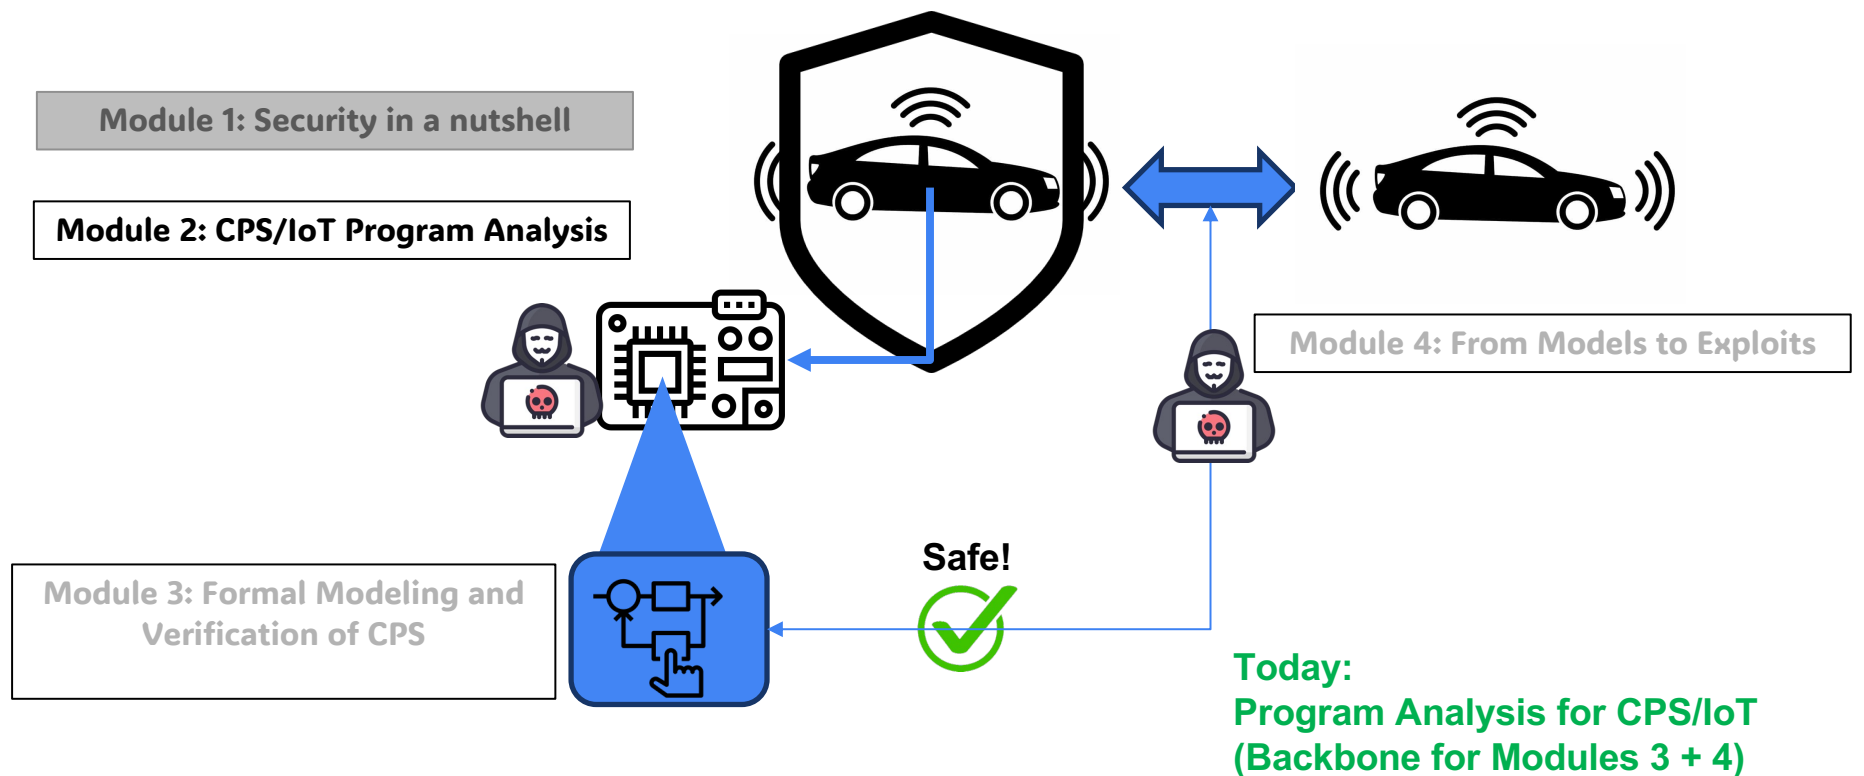 Module 1: Security in a nutshell
Module 2: CPS/IoT Program Analysis
Module 4: From Models to Exploits
Safe!
Module 3: Formal Modeling and
Verification of CPS
Today:
Program Analysis for CPS/IoT
(Backbone for Modules 3 + 4)